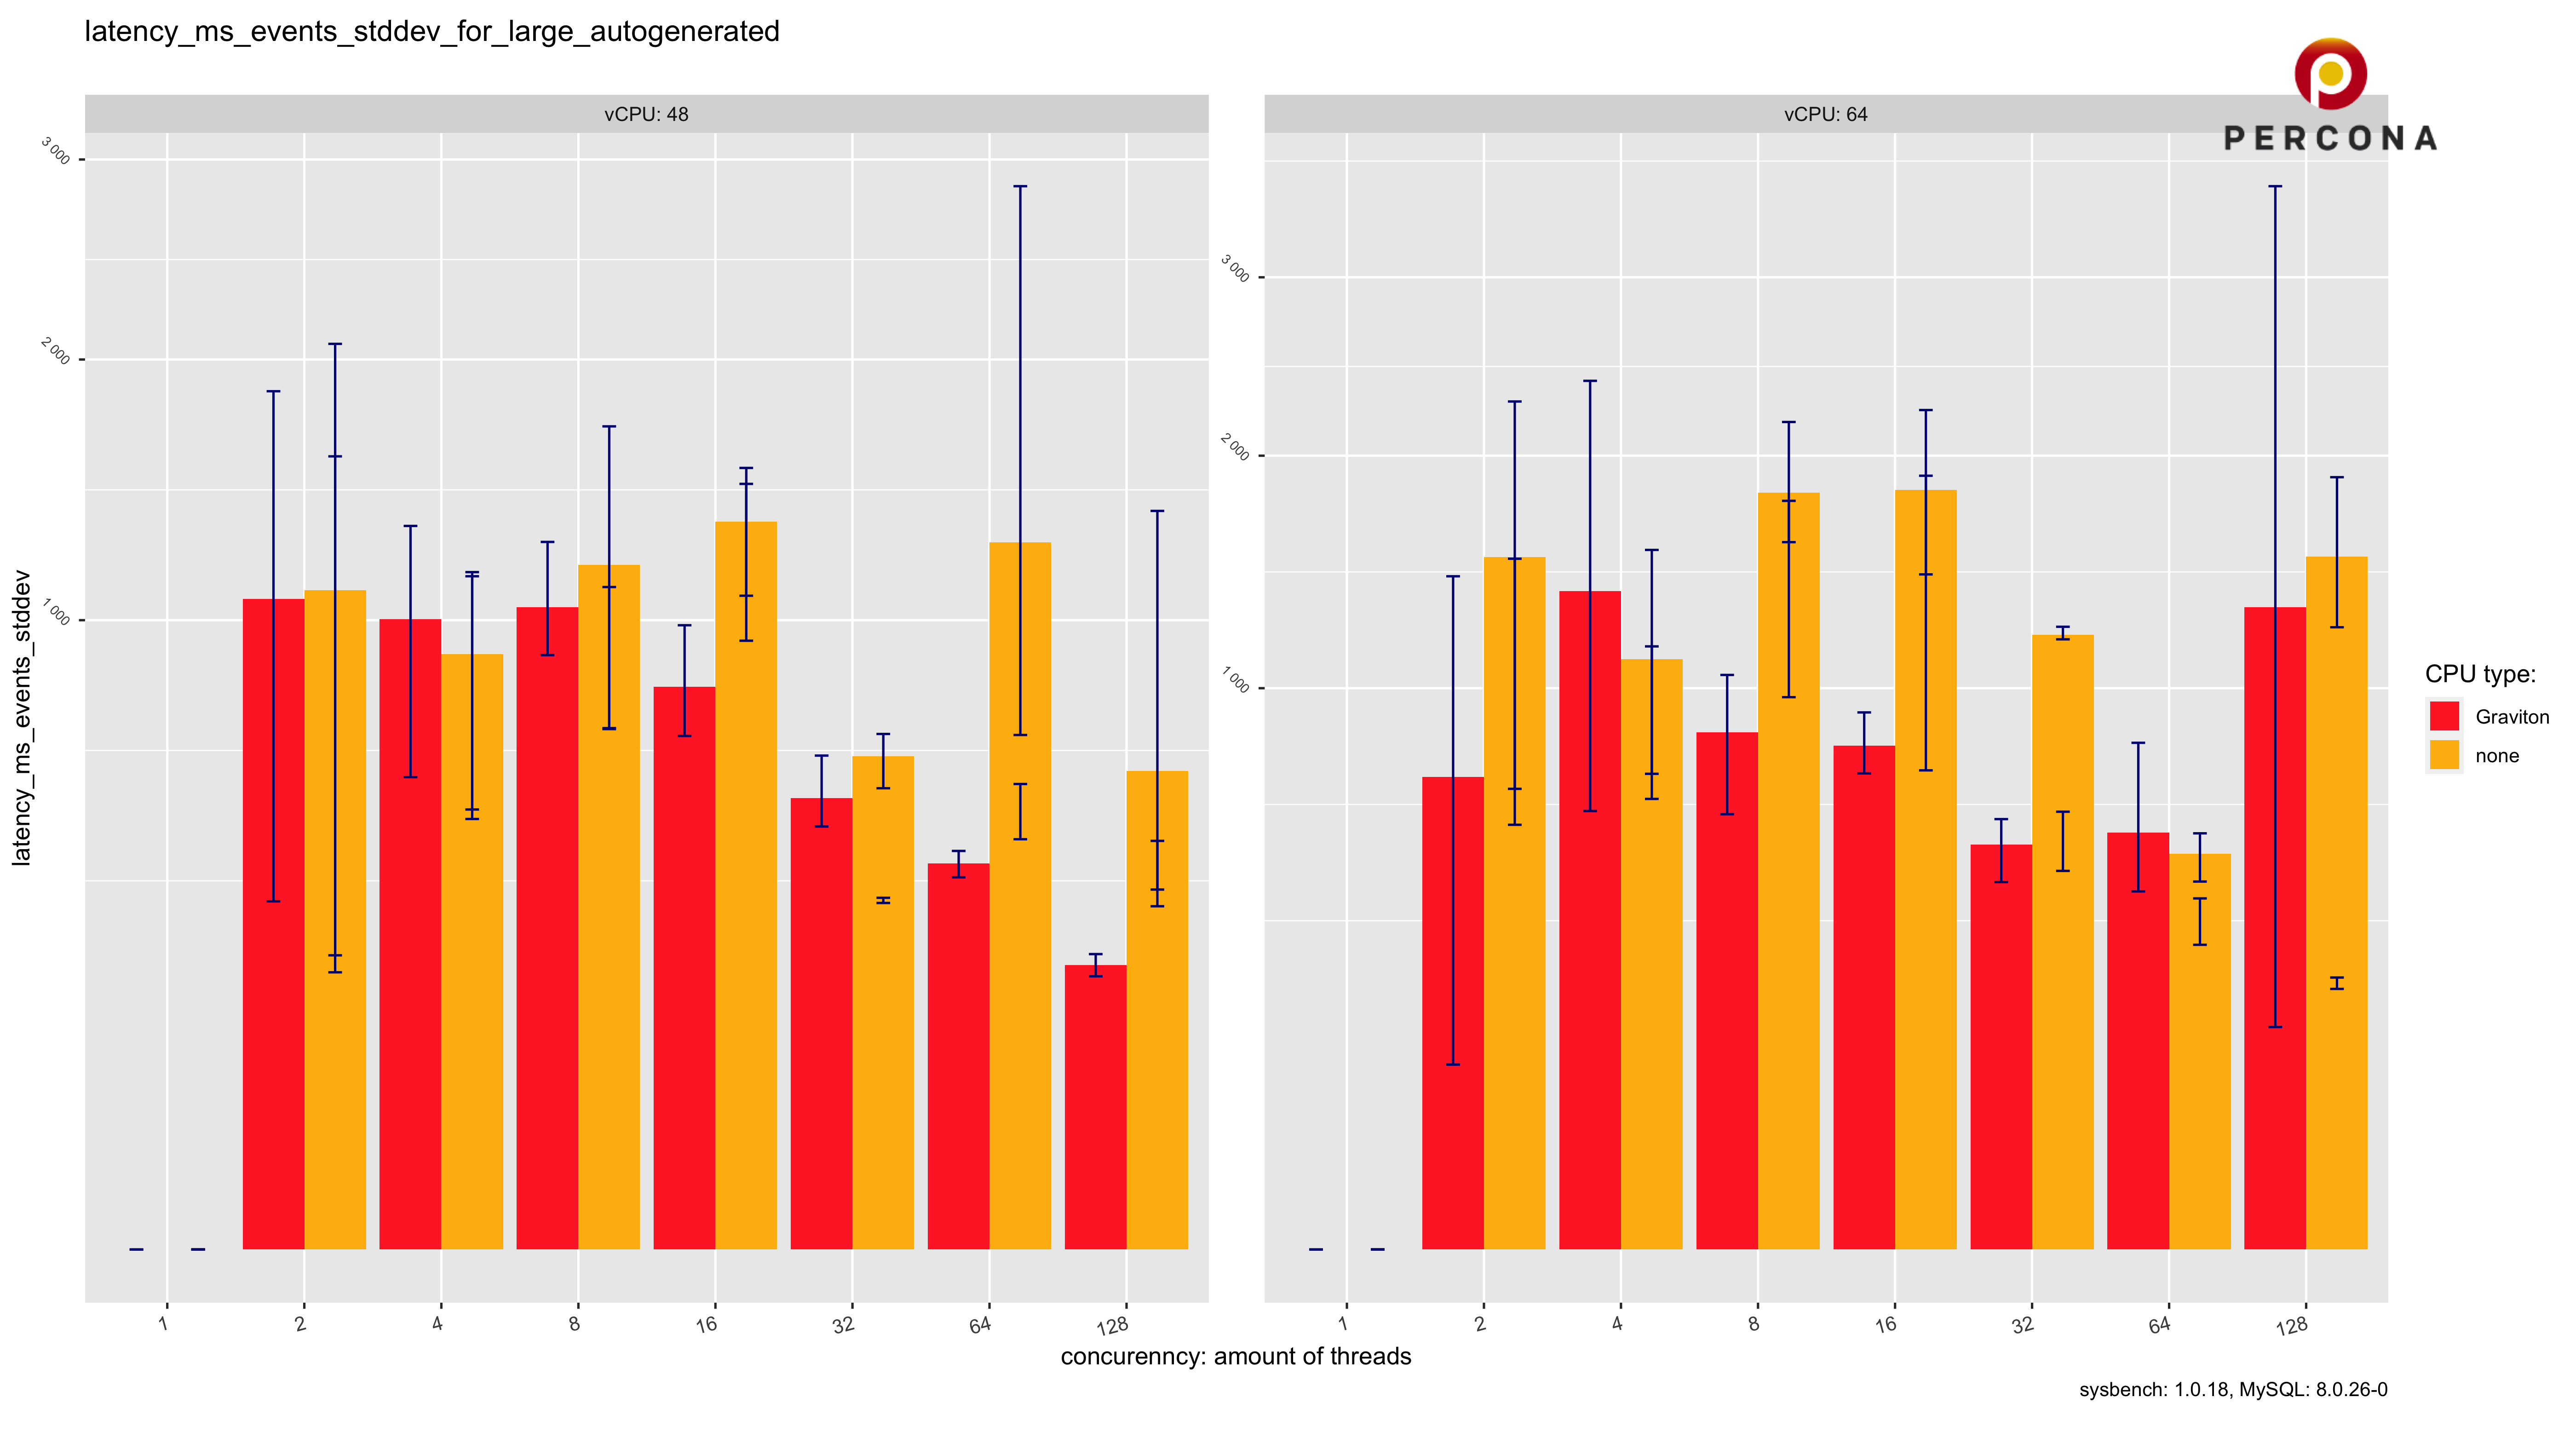 latency_ms_events_stddev_for_large_autogenerated
PERCONA
vCPU: 48
vCPU: 64
latency_ms_events_stddev
3 000
2 000
1 000
3 000
2 000
1 000
1 2 4 8 16 32 64 128
1 2 4 8 16 32 64 128
concurenncy: amount of threads
CPU type:
Graviton
none
sysbench: 1.0.18, MySQL: 8.0.26-0